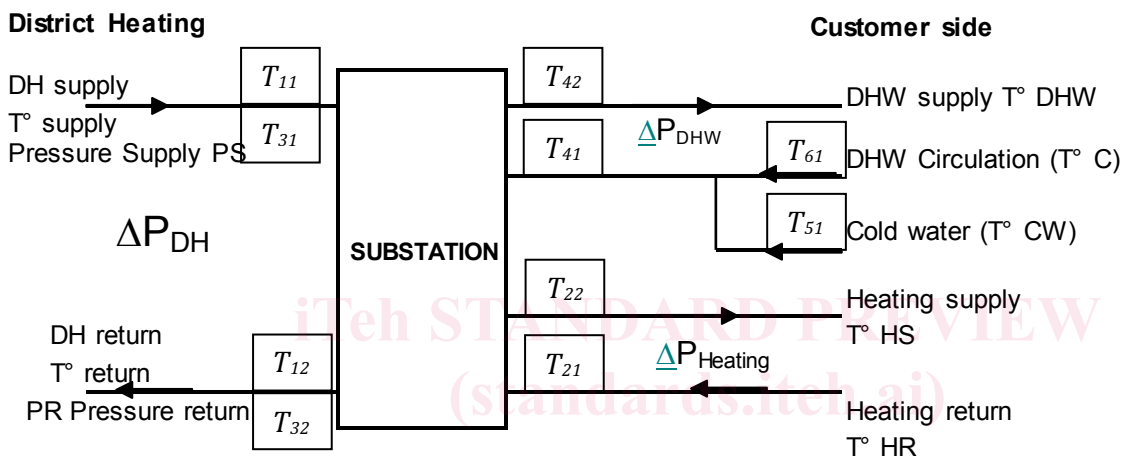 District Heating
Customer side
DH supply
T° supply
Pressure Supply PS
T11
T31
T42
T41
ΔPDHW
DHW supply T° DHW
T61
DHW Circulation (T° C)
T51
Cold water (T° CW)
ΔPDH
SUBSTATION
T22
Heating supply
T° HS
iTeh STANDARD PREVIEW
(standards.iteh.ai)
DH return
T° return
PR Pressure return
T12
T32
T21
ΔPHeating
Heating return
T° HR